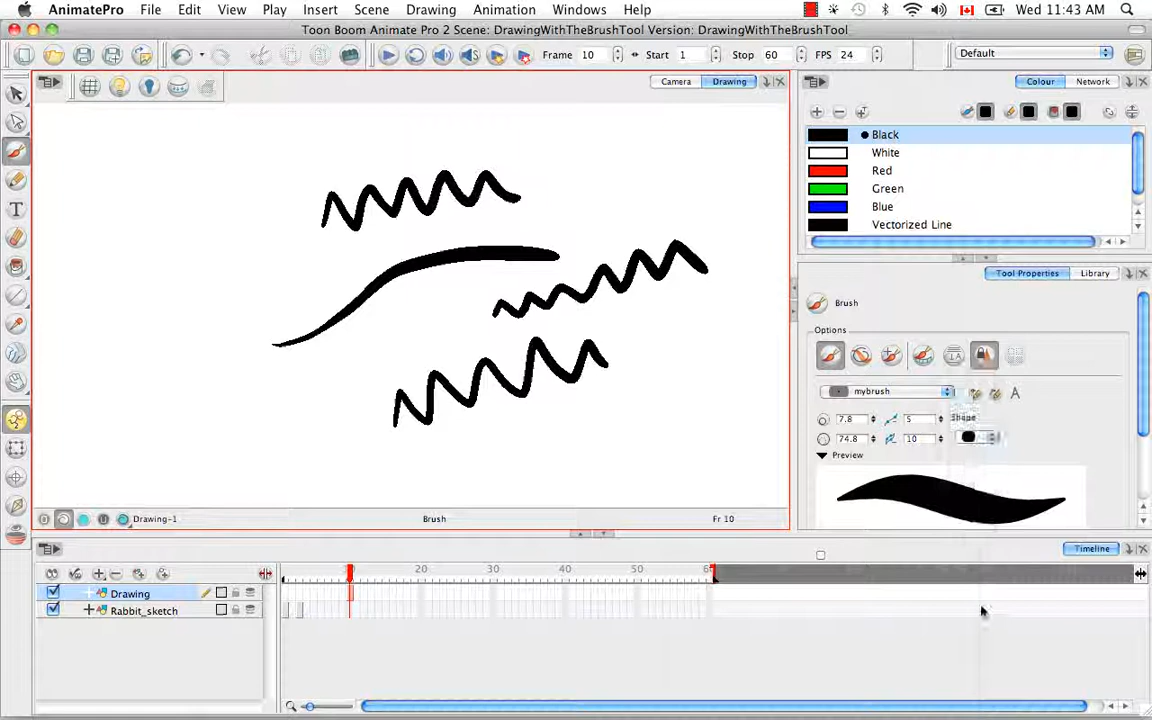 AnimatePro File Edit View Play Insert Scene Drawing Animation Windows Help Wed 11:43 AM
Toon Boom Animate Pro 2 Scene: DrawingWithTheBrushTool Version: DrawingWithTheBrushTool
Frame 10 Start 1 Stop 60 FPS 24 Default
Camera Drawing Colour Network
Black
White
Red
Green
Blue
Vectorized Line
Tool Properties Library
Brush
Options
mybrush A
7.8 5 Shape
74.8 10
Preview
Drawing-1 Brush Fr 10
Timeline
20 30 40 50
Drawing
Rabbit_sketch